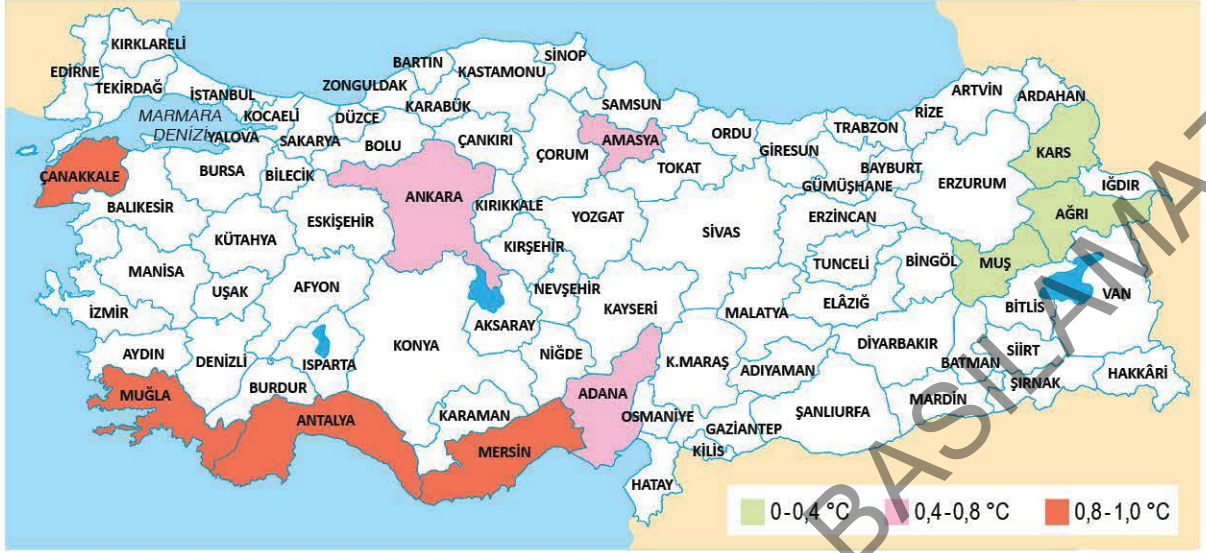 KIRKLARELİ
EDİRNE
TEKİRDAĞ
İSTANBUL
MARMARA
DENİZİ
YALOVA
KOCAELİ
SAKARYA
DÜZCE
ZONGULDAK
BARTIN
KARABÜK
KASTAMONU
SİNOP
SAMSUN
AMASYA
ÇORUM
ÇANKIRI
BOLU
ORDU
TOKAT
GİRESUN
TRABZON
RİZE
ARTVİN
ARDAHAN
KARS
IĞDIR
AĞRI
ERZURUM
BAYBURT
GÜMÜŞHANE
ERZİNCAN
ÇANAKKALE
BALIKESİR
BURSA
BİLECİK
ESKİŞEHİR
ANKARA
KIRIKKALE
YOZGAT
SİVAS
KÜTAHYA
KIRŞEHİR
TUNCELİ
BİNGÖL
MUŞ
VAN
BİTLİS
MANİSA
UŞAK
AFYON
NEVŞEHİR
KAYSERİ
MALATYA
ELÂZIĞ
İZMİR
AKSARAY
KONYA
NİĞDE
DİYARBAKIR
BATMAN
SİİRT
AYDIN
DENİZLİ
ISPARTA
BURDUR
K.MARAŞ
ADIYAMAN
ŞIRNAK
HAKKÂRİ
MUĞLA
ANTALYA
KARAMAN
MERSİN
ADANA
OSMANİYE
GAZİANTEP
KİLİS
ŞANLIURFA
MARDİN
HATAY
0-0,4 °C
0,4-0,8 °C
0,8-1,0 °C
BASILAMAT